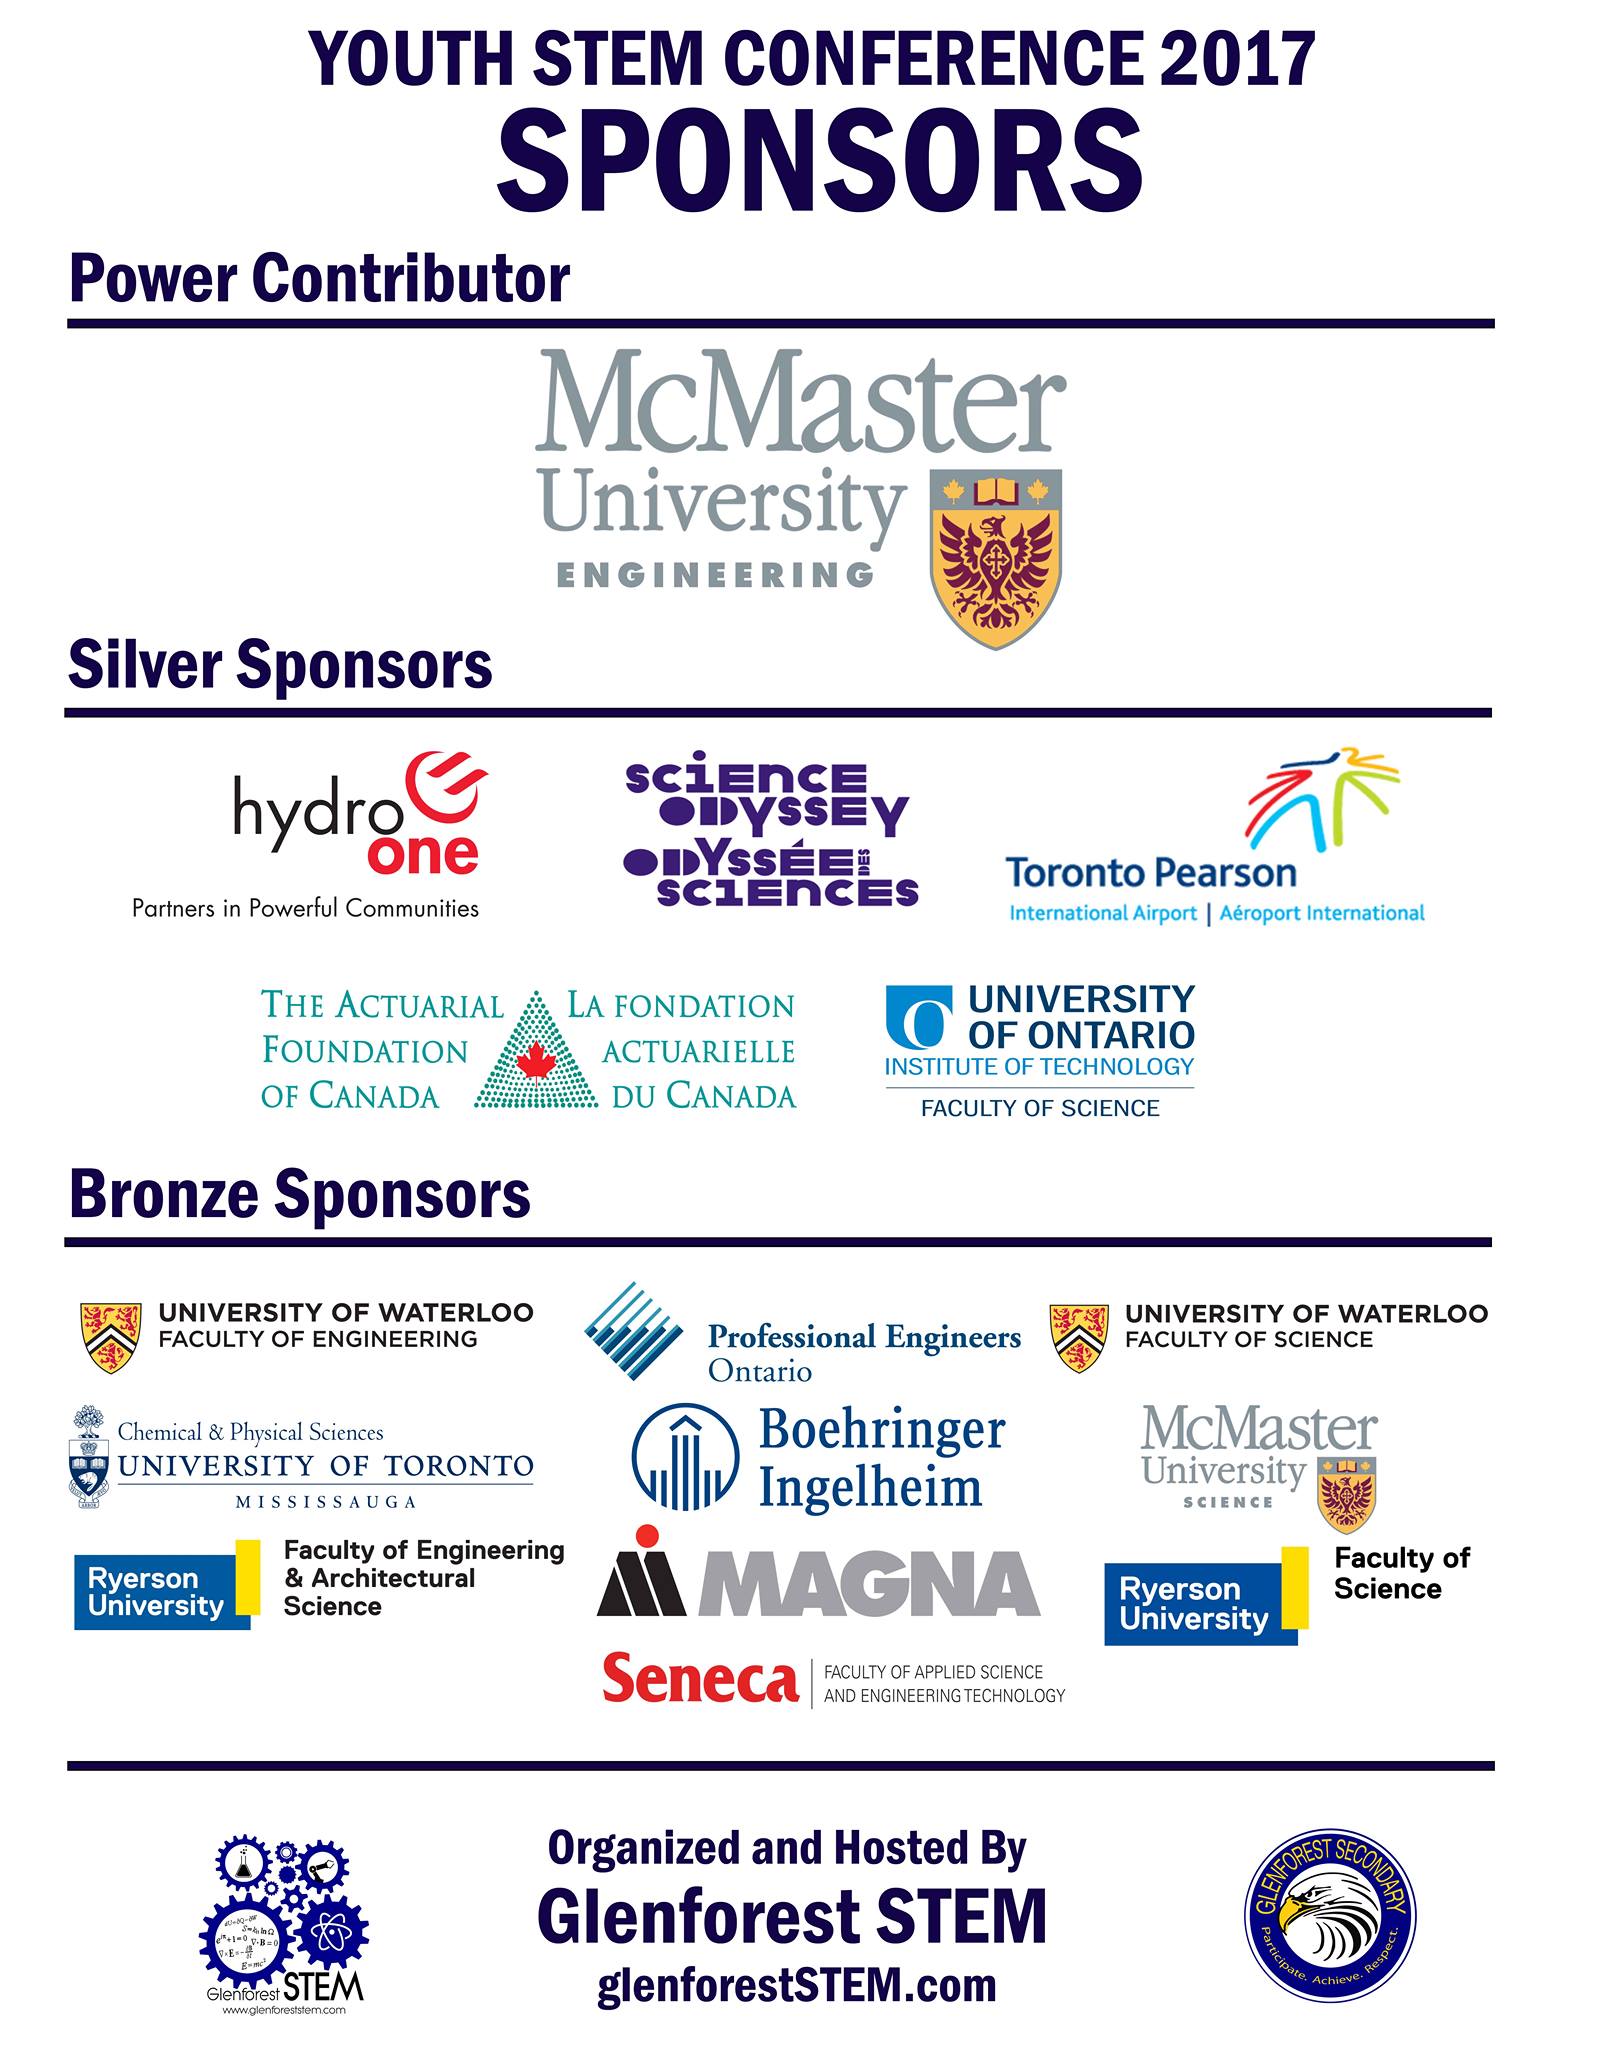 YOUTH STEM CONFERENCE 2017
SPONSORS
Power Contributor
McMaster
University
ENGINEERING
Silver Sponsors
hydro
one
Partners in Powerful Communities
SCIENCE
ODYSSEY
ODYSSÉE DES
SCIENCES
Toronto Pearson
International Airport | Aéroport International
THE ACTUARIAL
FOUNDATION
OF CANADA
LA FONDATION
ACTUARIELLE
DU CANADA
UNIVERSITY
OF ONTARIO
INSTITUTE OF TECHNOLOGY
FACULTY OF SCIENCE
Bronze Sponsors
UNIVERSITY OF WATERLOO
FACULTY OF ENGINEERING
Professional Engineers
Ontario
UNIVERSITY OF WATERLOO
FACULTY OF SCIENCE
Chemical & Physical Sciences
UNIVERSITY OF TORONTO
MISSISSAUGA
Boehringer
Ingelheim
McMaster
University
SCIENCE
Ryerson
University
Faculty of Engineering
& Architectural
Science
MAGNA
Ryerson
University
Faculty of
Science
Seneca
FACULTY OF APPLIED SCIENCE
AND ENGINEERING TECHNOLOGY
Organized and Hosted By
Glenforest STEM
glenforestSTEM.com
E=mc²
Glenforest STEM
www.glenforeststem.com
GLENFOREST SECONDARY
Participate. Achieve. Respect.